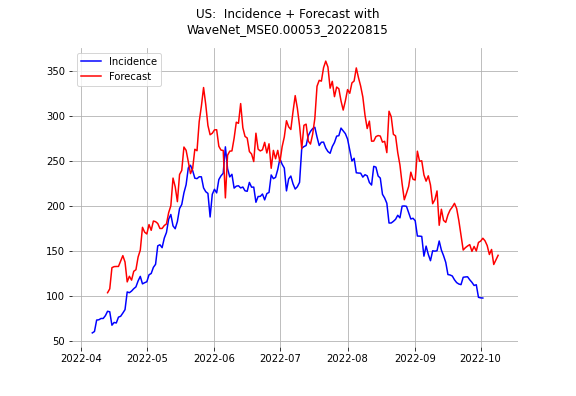 US:  Incidence + Forecast with
WaveNet_MSE0.00053_20220815
Incidence
Forecast
350
300
250
200
150
100
50
2022-04 2022-05 2022-06 2022-07 2022-08 2022-09 2022-10